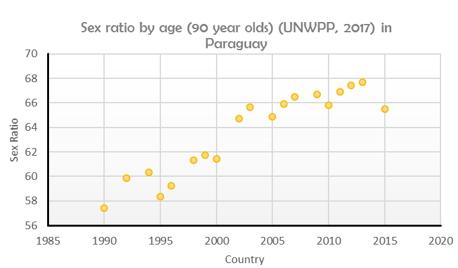 Sex ratio by age (90 year olds) (UNWPP, 2017) in
Paraguay
70
68
66
64
62
60
58
56
Sex Ratio
1985 1990 1995 2000 2005 2010 2015 2020
Country